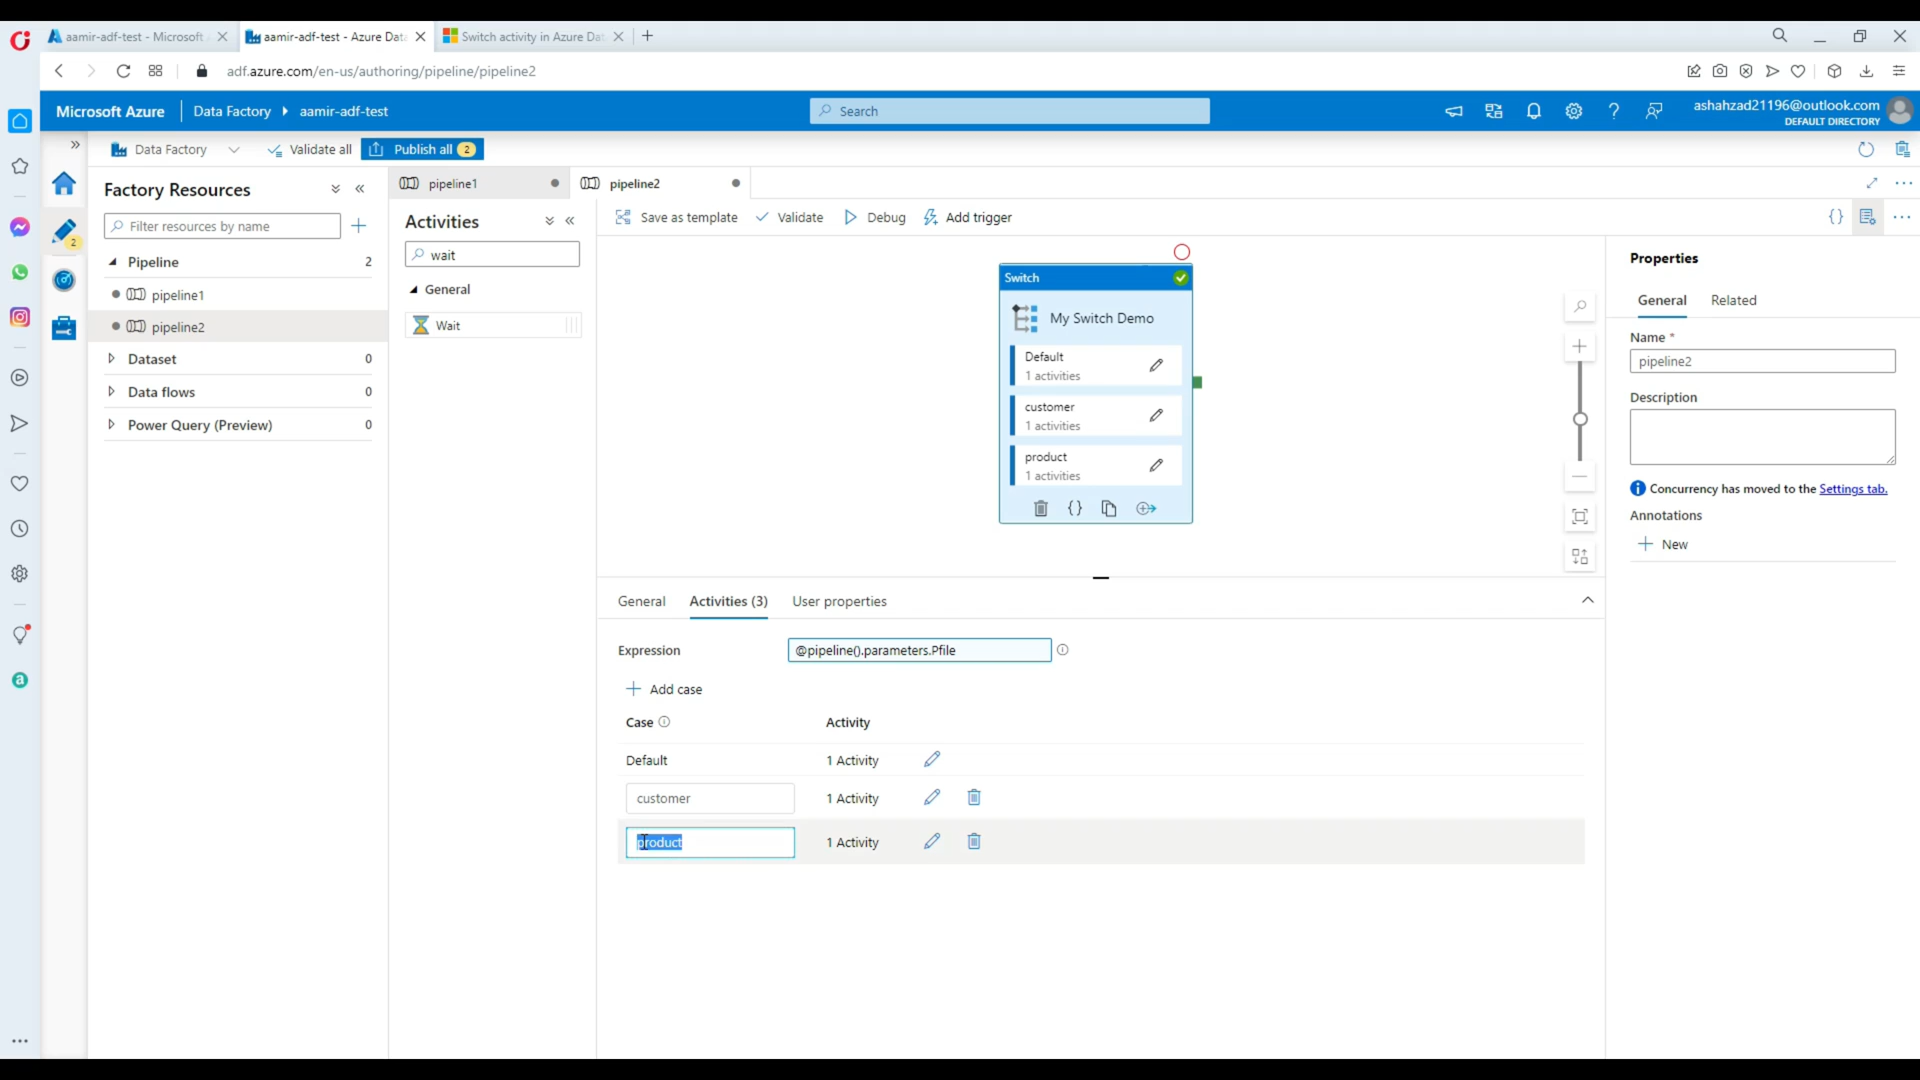 aamir-adf-test - Microsoft A
aamir-adf-test - Azure Data
Switch activity in Azure Dat
adf.azure.com/en-us/authoring/pipeline/pipeline2
Microsoft Azure
Data Factory
aamir-adf-test
Search
ashahzad21196@outlook.com
DEFAULT DIRECTORY
Data Factory
Validate all
Publish all 2
2
Factory Resources
Filter resources by name
Pipeline 2
pipeline1
pipeline2
Dataset 0
Data flows 0
Power Query (Preview) 0
pipeline1
pipeline2
Activities
wait
General
Wait
Save as template
Validate
Debug
Add trigger
Switch
My Switch Demo
Default
1 activities
customer
1 activities
product
1 activities
General
Activities (3)
User properties
Expression
@pipeline().parameters.Pfile
Add case
Case
Activity
Default
1 Activity
customer
1 Activity
product
1 Activity
Properties
General
Related
Name *
pipeline2
Description
Concurrency has moved to the Settings tab.
Annotations
New